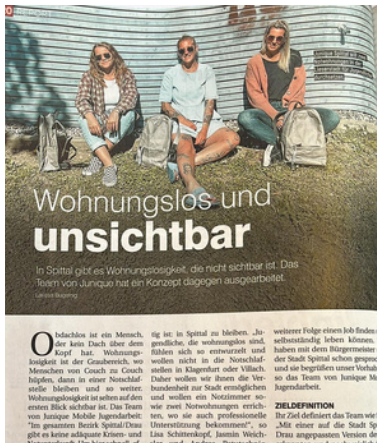 Wohnungslos und
unsichtbar
In Spittal gibt es Wohnungslosigkeit, die nicht sichtbar ist. Das
Team von Junique hat ein Konzept dagegen ausgearbeitet.
Obdachlos ist ein Mensch,
der kein Dach über dem
Kopf hat. Wohnungs-
losigkeit ist der Graubereich, wo
Menschen von Couch zu Couch
hüpfen, dann in einer Notschlaf-
stelle bleiben und so weiter.
Wohnungslosigkeit ist selten auf den
ersten Blick sichtbar ist. Das Team
von Junique Mobile Jugendarbeit
"Im gesamten Bezirk Spittal/Drau
gibt es keine adäquate Krisen- und
tig ist: in Spittal zu bleiben. „Ju-
gendliche, die wohnungslos sind,
fühlen sich so entwurzelt und
wollen nicht in die Notschlaf-
stellen in Klagenfurt oder Villach.
Daher wollen wir ihnen die Ver-
bundenheit zur Stadt ermöglichen
und wollen ein Notzimmer so-
wie zwei Notwohnungen errich-
ten, wo sie auch professionelle
Unterstützung bekommen!", so
Lisa Schitenkopf, Jasmin Weich-
weiterer Folge einen Job finden
selbstständig leben können,
haben mit dem Bürgermeister
der Stadt Spittal schon gesproc
und sie begrüßen unser Vorhab
so das Team von Junique Mo
Jugendarbeit.
ZIELDEFINITION
Ihr Ziel definiert das Team wie
"Mit einer auf die Stadt Sp
Drau angepassten Version de